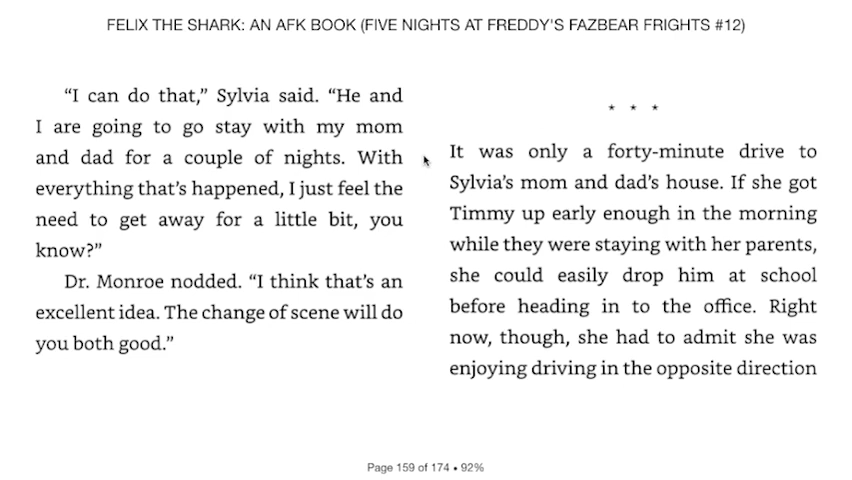 FELIX THE SHARK: AN AFK BOOK (FIVE NIGHTS AT FREDDY'S FAZBEAR FRIGHTS #12)
“I can do that,” Sylvia said. “He and
I are going to go stay with my mom
and dad for a couple of nights. With
everything that’s happened, I just feel the
need to get away for a little bit, you
know?”
Dr. Monroe nodded. “I think that’s an
excellent idea. The change of scene will do
you both good.”
* * *
It was only a forty-minute drive to
Sylvia’s mom and dad’s house. If she got
Timmy up early enough in the morning
while they were staying with her parents,
she could easily drop him at school
before heading in to the office. Right
now, though, she had to admit she was
enjoying driving in the opposite direction
Page 159 of 174 • 92%